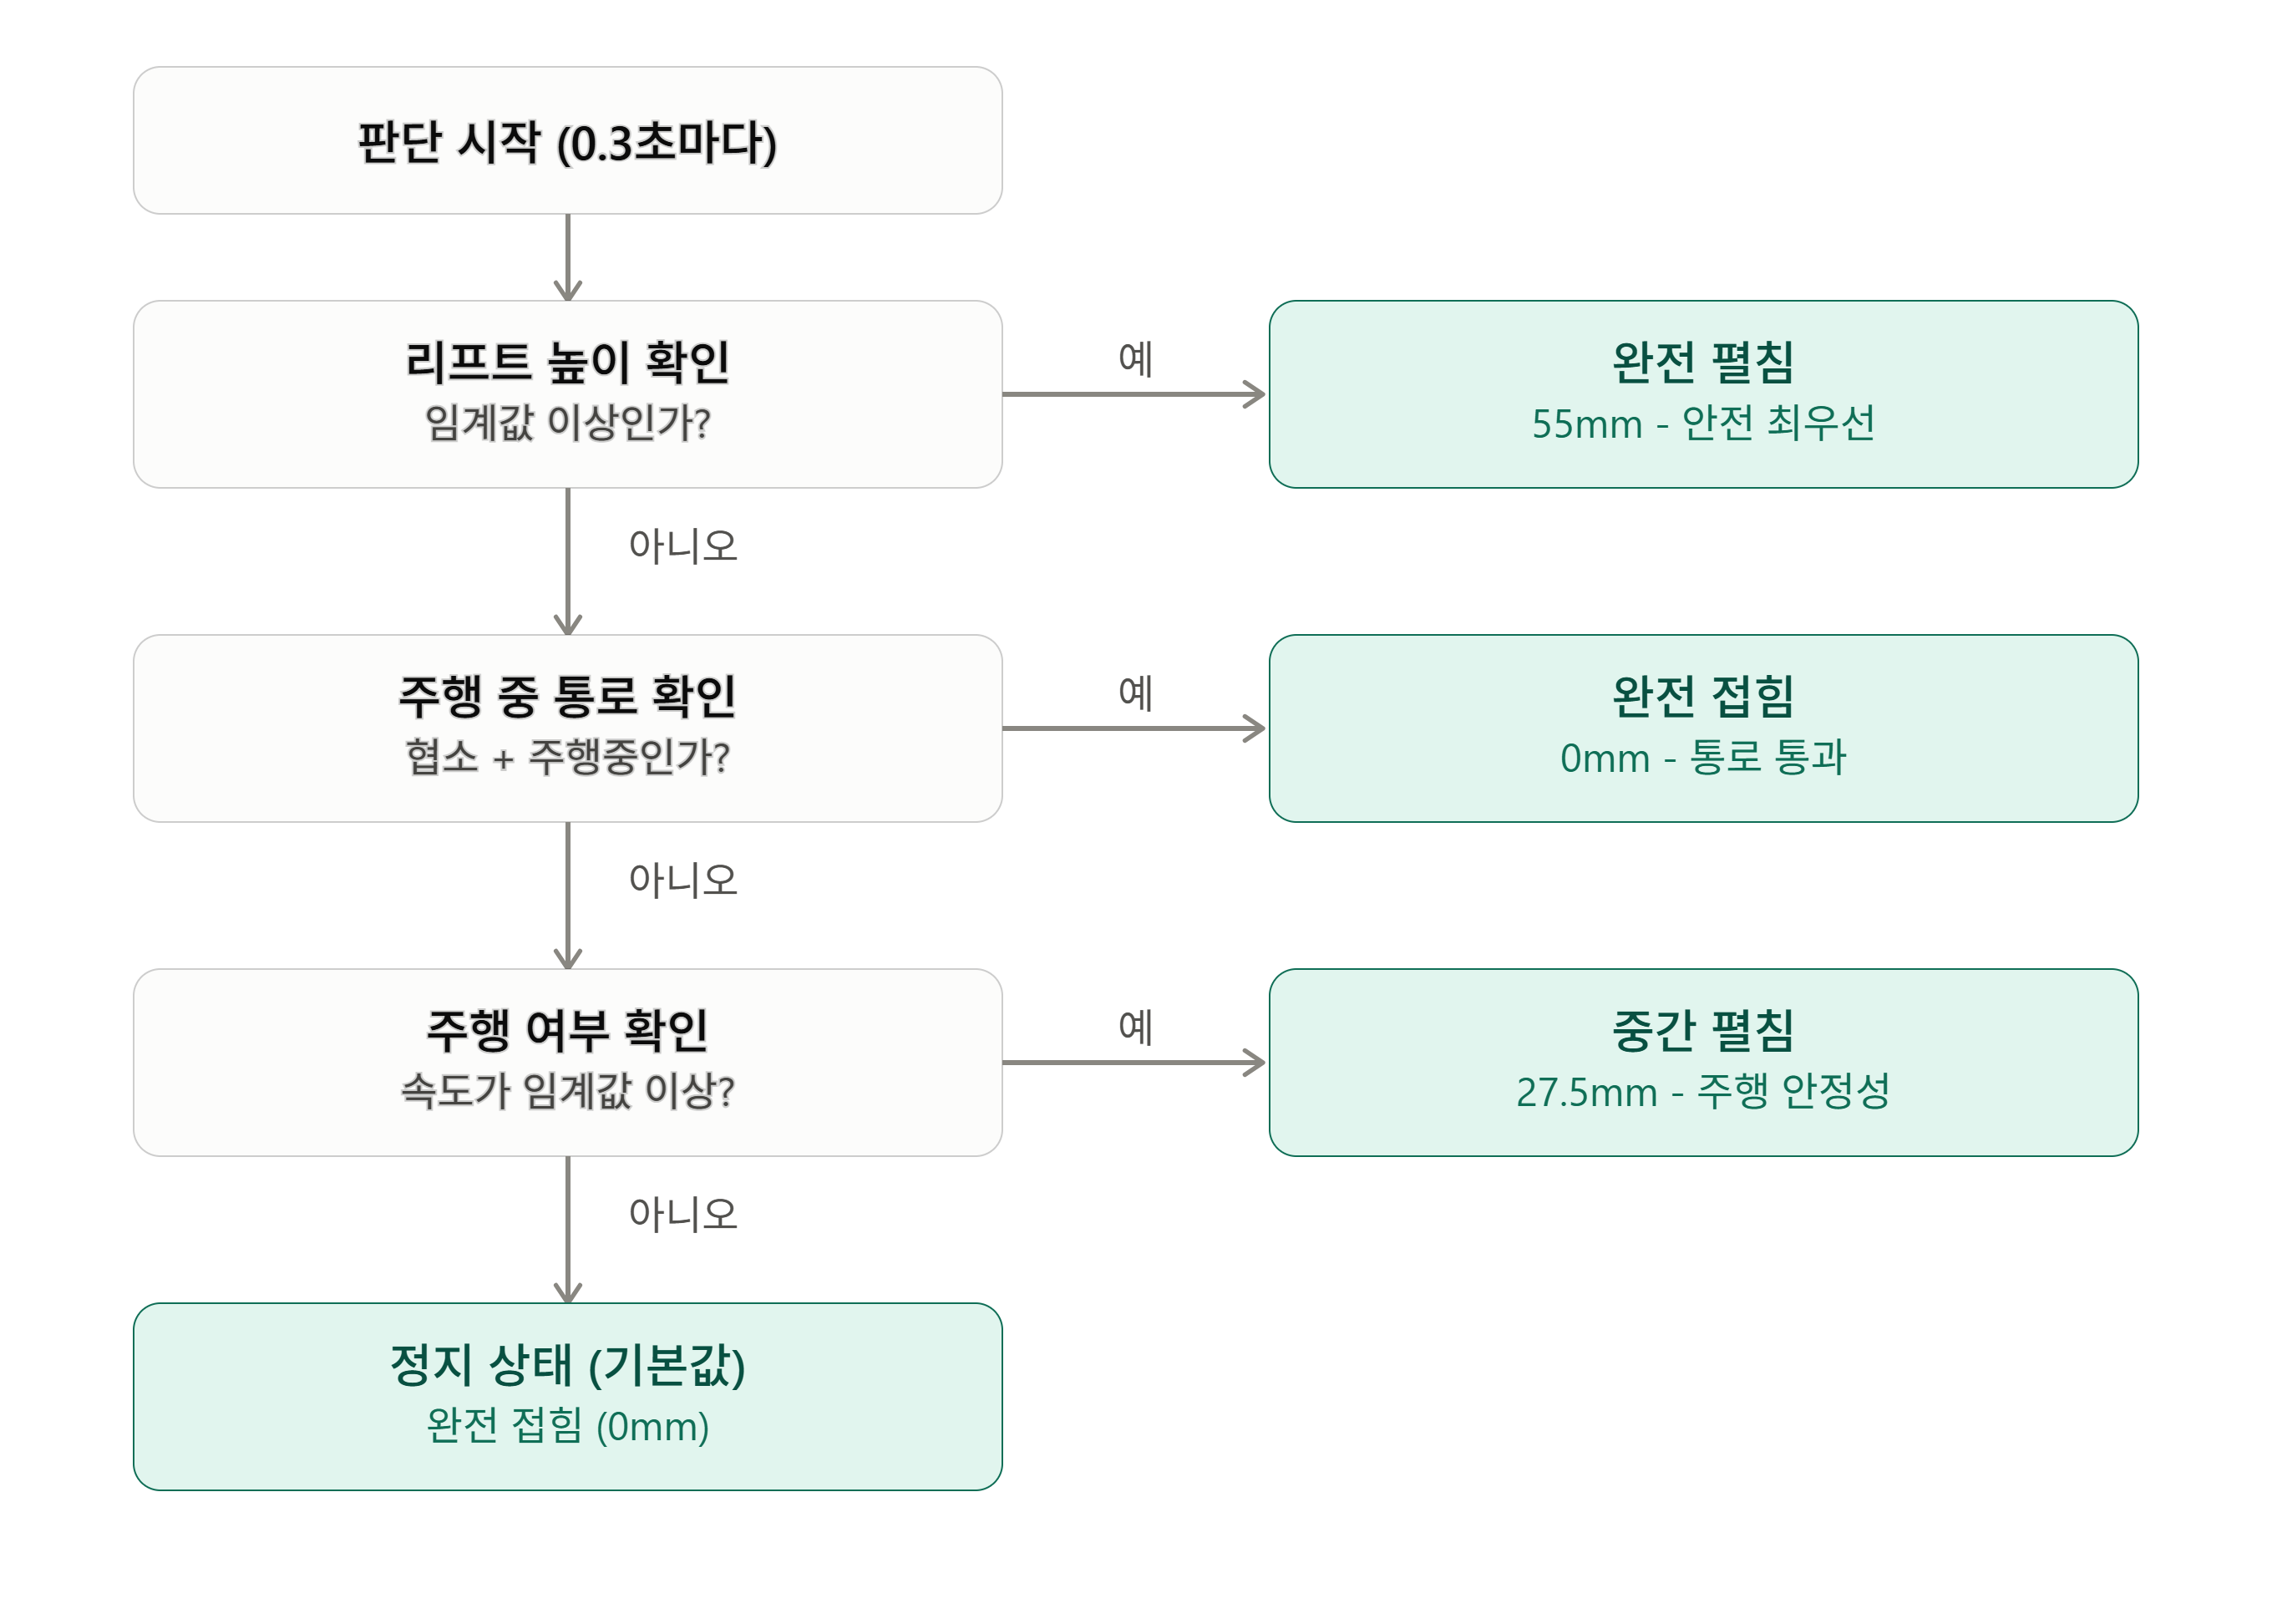 판단 시작 (0.3초마다)
리프트 높이 확인
임계값 이상인가?
예
완전 펼침
55mm - 안전 최우선
아니오
주행 중 통로 확인
협소 + 주행중인가?
예
완전 접힘
0mm - 통로 통과
아니오
주행 여부 확인
속도가 임계값 이상?
예
중간 펼침
27.5mm - 주행 안정성
아니오
정지 상태 (기본값)
완전 접힘 (0mm)